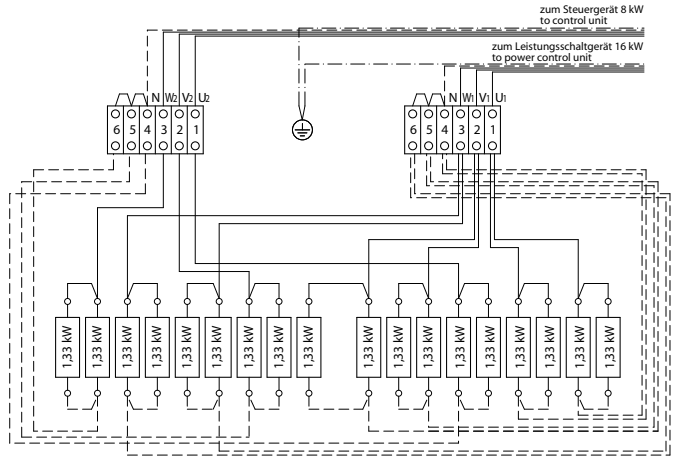 zum Steuergerät 8 kW
to control unit
zum Leistungsschaltgerät 16 kW
to power control unit
N W2 V2 U2
N W1 V1 U1
6 5 4 3 2 1
6 5 4 3 2 1
1,33 kW 1,33 kW 1,33 kW 1,33 kW 1,33 kW 1,33 kW 1,33 kW 1,33 kW 1,33 kW 1,33 kW 1,33 kW 1,33 kW 1,33 kW 1,33 kW 1,33 kW 1,33 kW 1,33 kW 1,33 kW